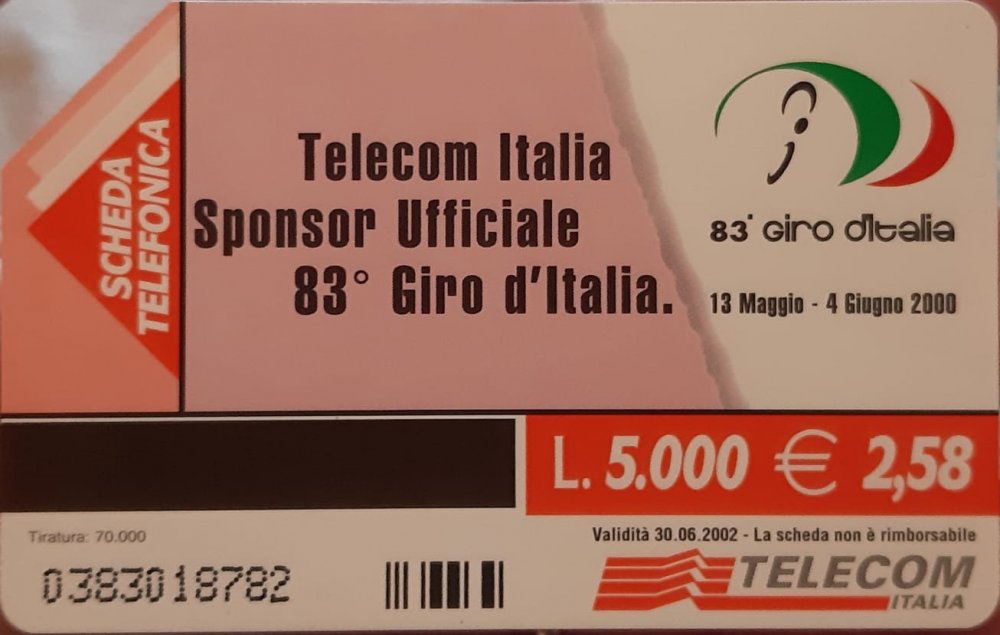 SCHEDA
TELEFONICA
Telecom Italia
Sponsor Ufficiale
83° Giro d'Italia.
83° Giro d'Italia
13 Maggio - 4 Giugno 2000
L. 5.000 € 2,58
Tiratura: 70.000
0383018782
Validità 30.06.2002 - La scheda non è rimborsabile
TELECOM
ITALIA